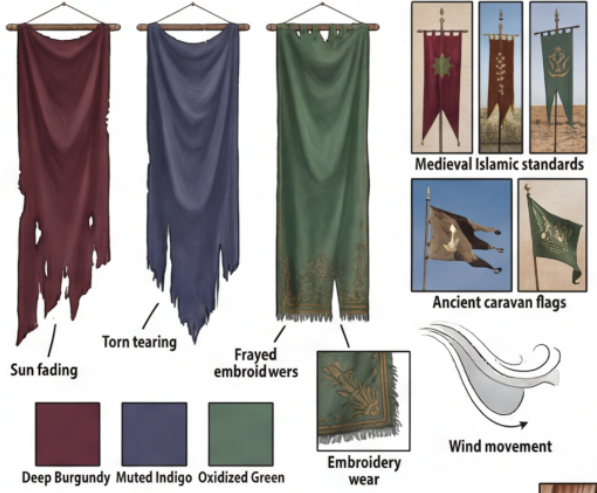 Medieval Islamic standards
Ancient caravan flags
Sun fading
Torn tearing
Frayed
embroidwers
Embroidery
wear
Wind movement
Deep Burgundy
Muted Indigo
Oxidized Green